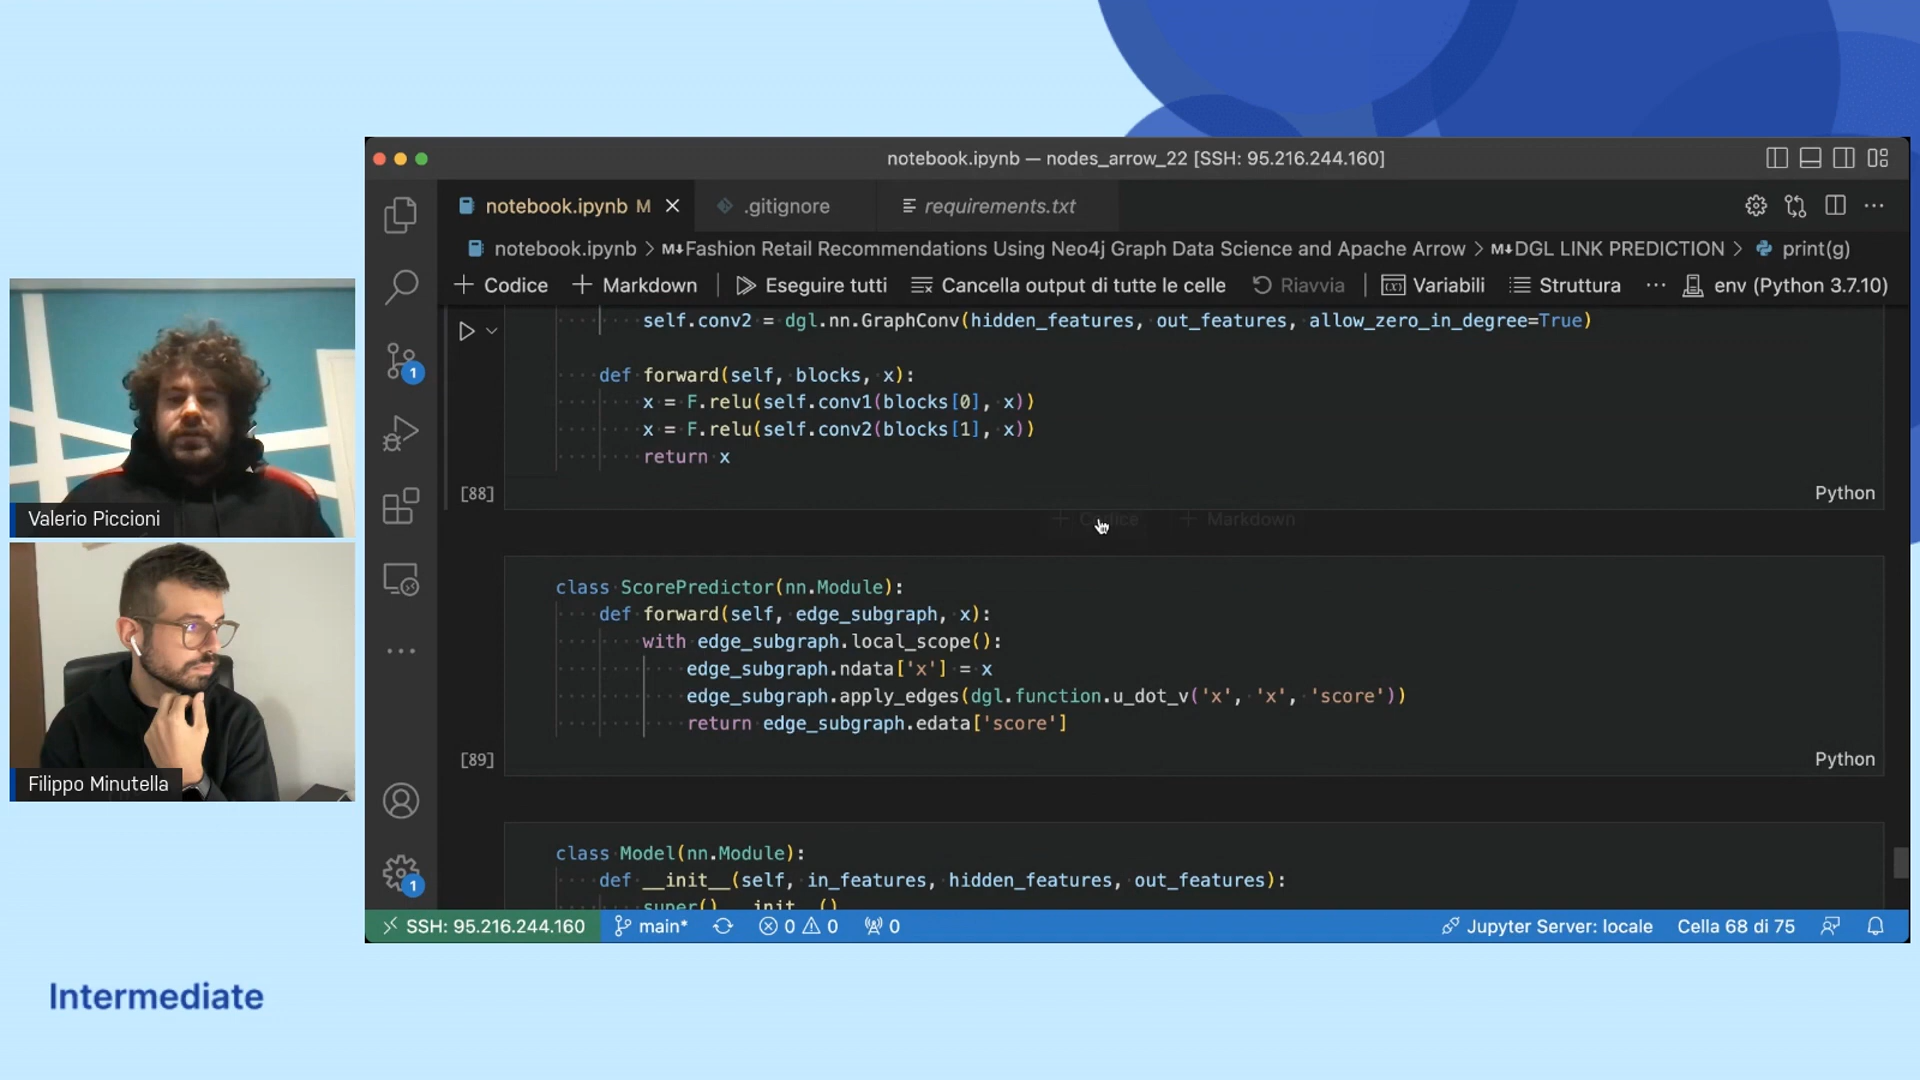 notebook.ipynb — nodes_arrow_22 [SSH: 95.216.244.160]
notebook.ipynb M .gitignore requirements.txt
notebook.ipynb > M↓Fashion Retail Recommendations Using Neo4j Graph Data Science and Apache Arrow > M↓DGL LINK PREDICTION > print(g)
+ Codice + Markdown | Eseguire tutti Cancella output di tutte le celle Riavvia | Variabili Struttura ··· env (Python 3.7.10)
self.conv2 = dgl.nn.GraphConv(hidden_features, out_features, allow_zero_in_degree=True)
def forward(self, blocks, x):
x = F.relu(self.conv1(blocks[0], x))
x = F.relu(self.conv2(blocks[1], x))
return x
[88] Python
+ Codice + Markdown
class ScorePredictor(nn.Module):
def forward(self, edge_subgraph, x):
with edge_subgraph.local_scope():
edge_subgraph.ndata['x'] = x
edge_subgraph.apply_edges(dgl.function.u_dot_v('x', 'x', 'score'))
return edge_subgraph.edata['score']
[89] Python
class Model(nn.Module):
def __init__(self, in_features, hidden_features, out_features):
super().__init__()
1
1
SSH: 95.216.244.160 main* 0 0 0 Jupyter Server: locale Cella 68 di 75
Valerio Piccioni
Filippo Minutella
Intermediate